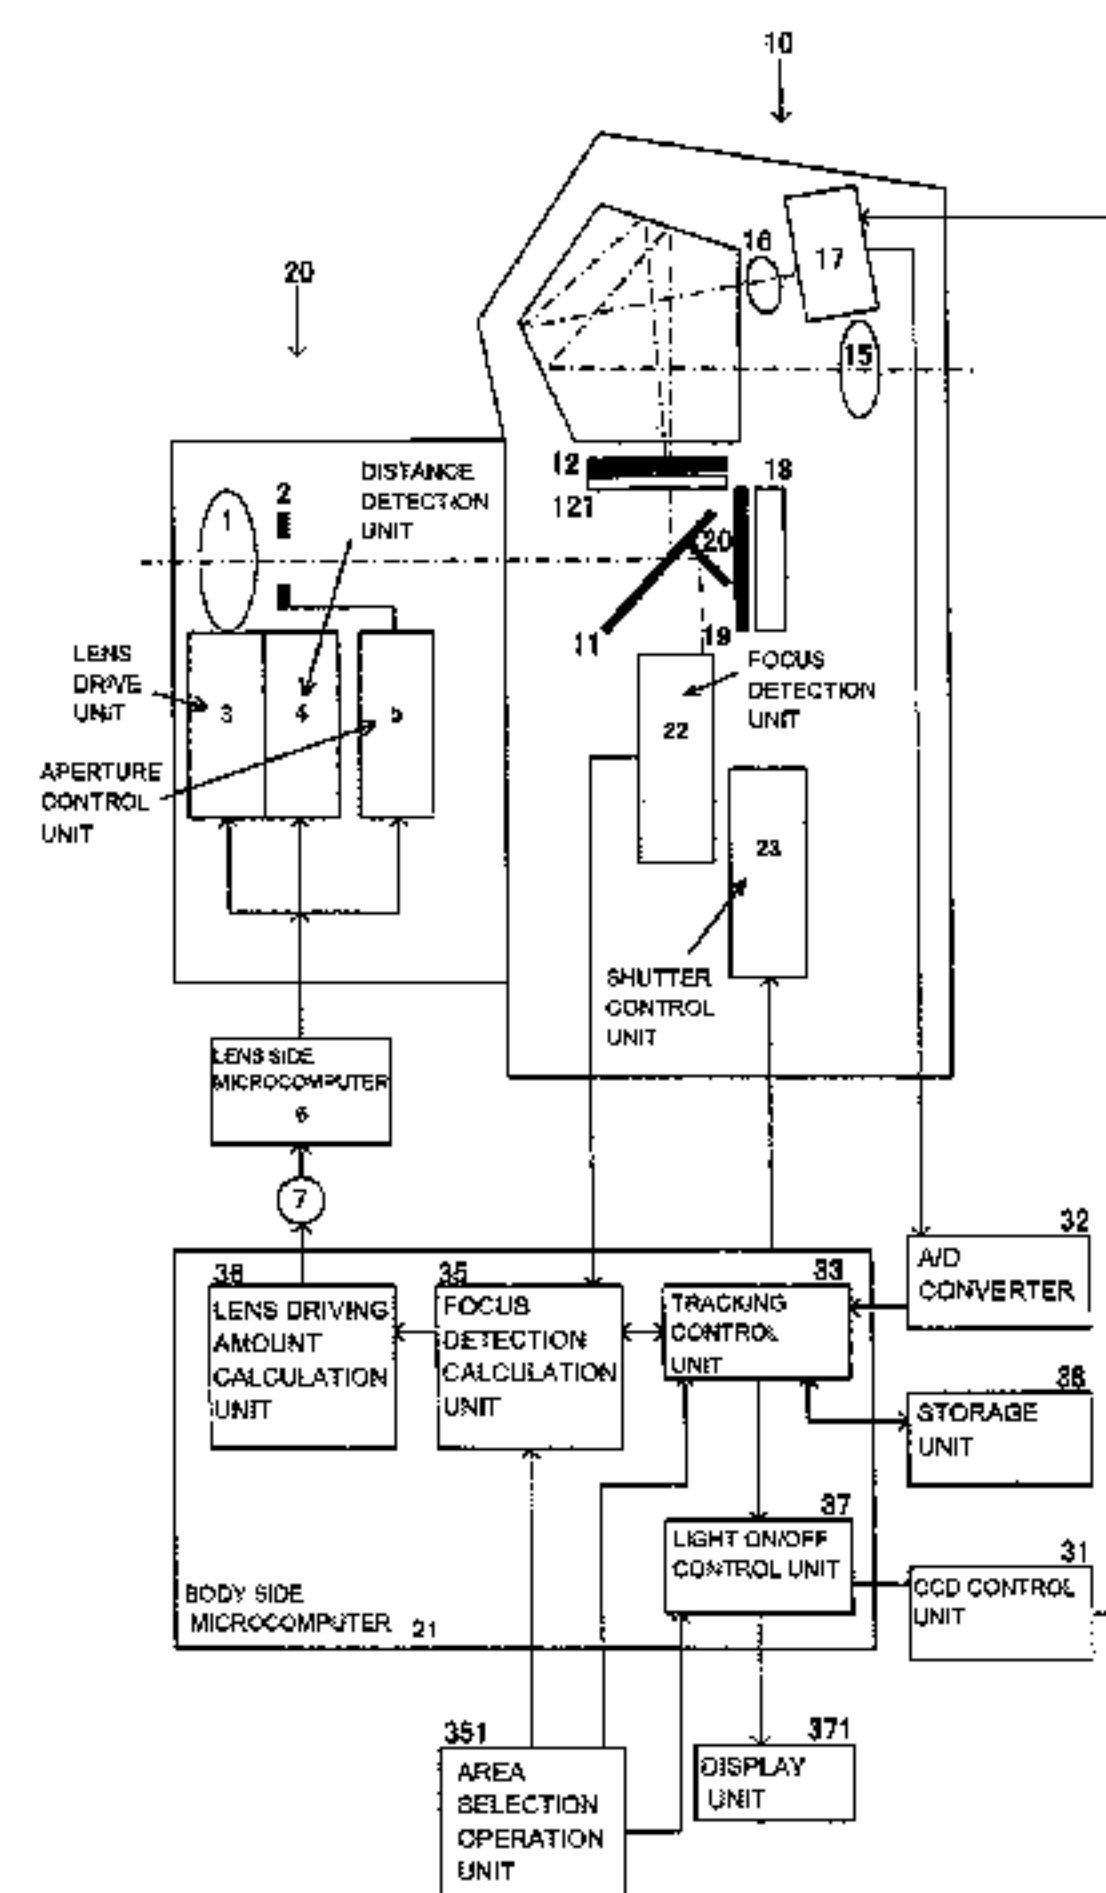 10
16
17
20
15
DISTANCE
DETECTION
UNIT
12
18
2
121
1
20
11
19
LENS
DRIVE
UNIT
FOCUS
DETECTION
UNIT
3
4
5
22
APERTURE
CONTROL
UNIT
23
SHUTTER
CONTROL
UNIT
LENS SIDE
MICROCOMPUTER
6
7
32
A/D
CONVERTER
36
LENS DRIVING
AMOUNT
CALCULATION
UNIT
35
FOCUS
DETECTION
CALCULATION
UNIT
33
TRACKING
CONTROL
UNIT
38
STORAGE
UNIT
37
LIGHT ON/OFF
CONTROL UNIT
31
CCD CONTROL
UNIT
BODY SIDE
MICROCOMPUTER 21
351
AREA
SELECTION
OPERATION
UNIT
371
DISPLAY
UNIT